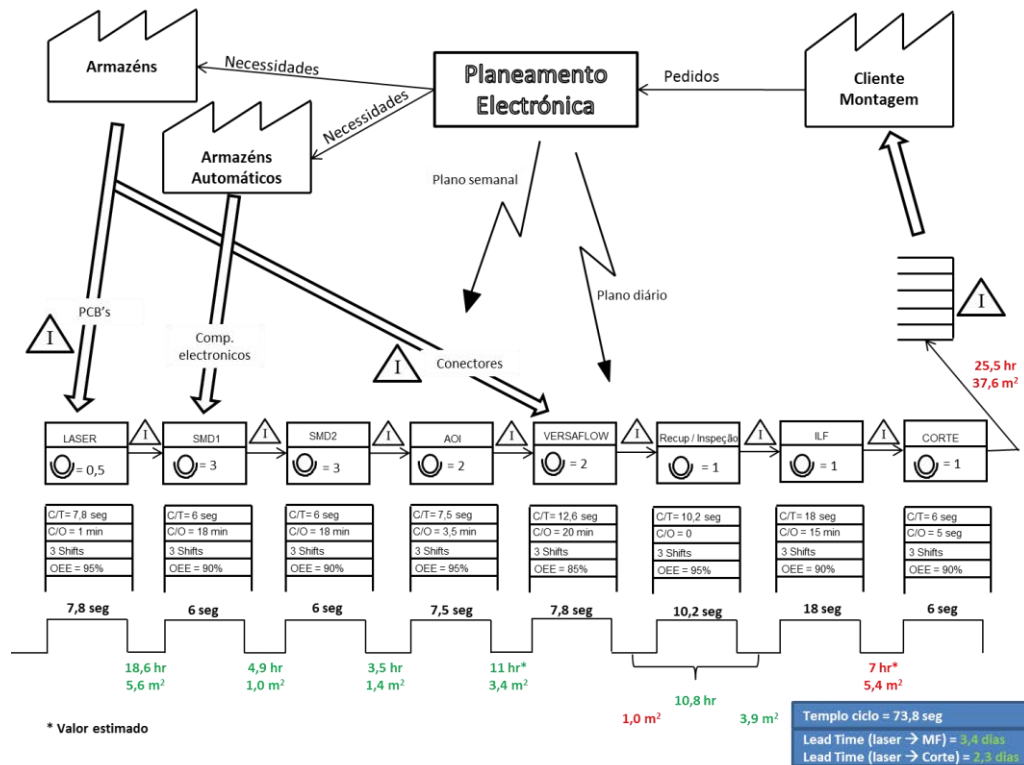 Armazéns
Necessidades
Planeamento
Electrónica
Pedidos
Cliente
Montagem
Necessidades
Armazéns
Automáticos
Plano semanal
Plano diário
I
PCB's
Comp.
electronicos
I
Conectores
I
25,5 hr
37,6 m²
LASER
= 0,5
I
SMD1
= 3
I
SMD2
= 3
I
AOI
= 2
I
VERSAFLOW
= 2
I
Recup / Inspeção
= 1
I
ILF
= 1
I
CORTE
= 1
C/T= 7,8 seg
C/O = 1 min
3 Shifts
OEE = 95%
C/T= 6 seg
C/O = 18 min
3 Shifts
OEE = 90%
C/T= 6 seg
C/O = 18 min
3 Shifts
OEE = 90%
C/T= 7,5 seg
C/O = 3,5 min
3 Shifts
OEE = 95%
C/T= 12,6 seg
C/O = 20 min
3 Shifts
OEE = 85%
C/T= 10,2 seg
C/O = 0
3 Shifts
OEE = 95%
C/T= 18 seg
C/O = 15 min
3 Shifts
OEE = 90%
C/T= 6 seg
C/O = 5 seg
3 Shifts
OEE = 90%
7,8 seg
6 seg
6 seg
7,5 seg
7,8 seg
10,2 seg
18 seg
6 seg
18,6 hr
5,6 m²
4,9 hr
1,0 m²
3,5 hr
1,4 m²
11 hr*
3,4 m²
10,8 hr
1,0 m²
3,9 m²
7 hr*
5,4 m²
* Valor estimado
Templo ciclo = 73,8 seg
Lead Time (laser → MF) = 3,4 dias
Lead Time (laser → Corte) = 2,3 dias